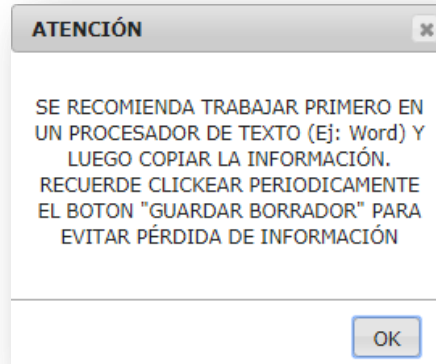 ATENCIÓN
SE RECOMIENDA TRABAJAR PRIMERO EN
UN PROCESADOR DE TEXTO (Ej: Word) Y
LUEGO COPIAR LA INFORMACIÓN.
RECUERDE CLICKEAR PERIODICAMENTE
EL BOTON "GUARDAR BORRADOR" PARA
EVITAR PÉRDIDA DE INFORMACIÓN
OK